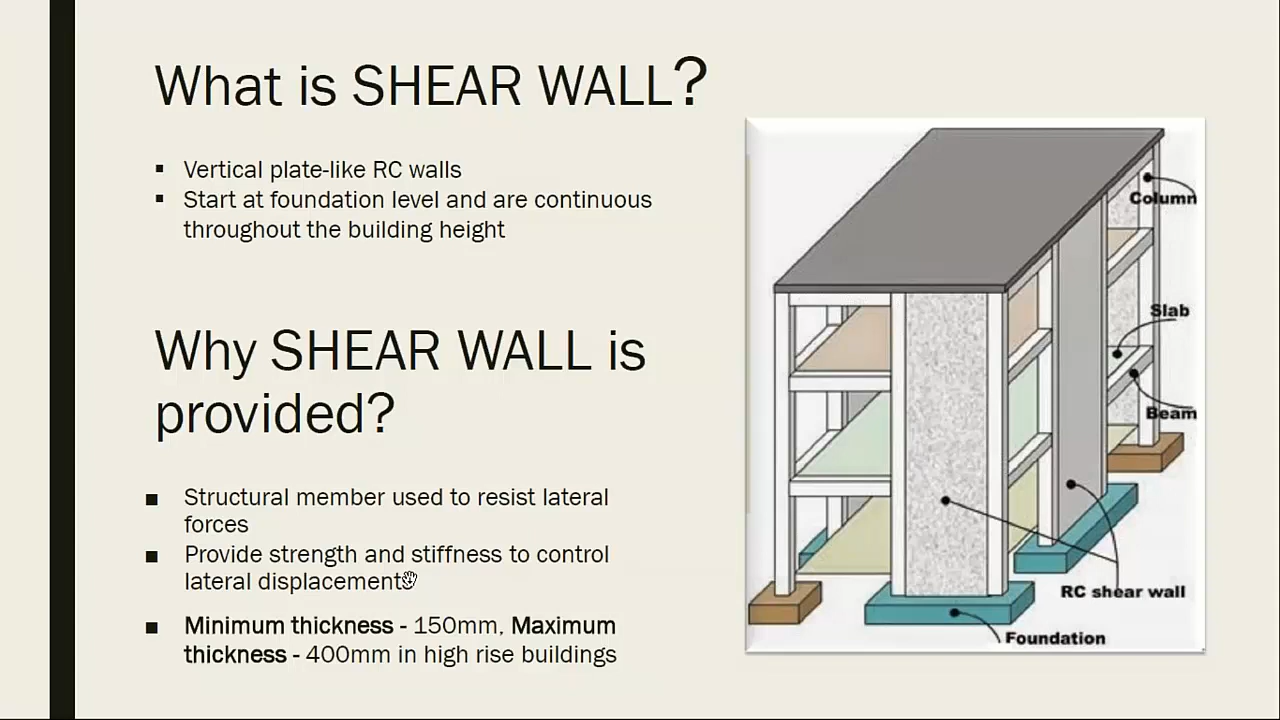 What is SHEAR WALL?
▪ Vertical plate-like RC walls
▪ Start at foundation level and are continuous
throughout the building height
Why SHEAR WALL is
provided?
■ Structural member used to resist lateral
forces
■ Provide strength and stiffness to control
lateral displacements
■ Minimum thickness - 150mm, Maximum
thickness - 400mm in high rise buildings
Column
Slab
Beam
RC shear wall
Foundation